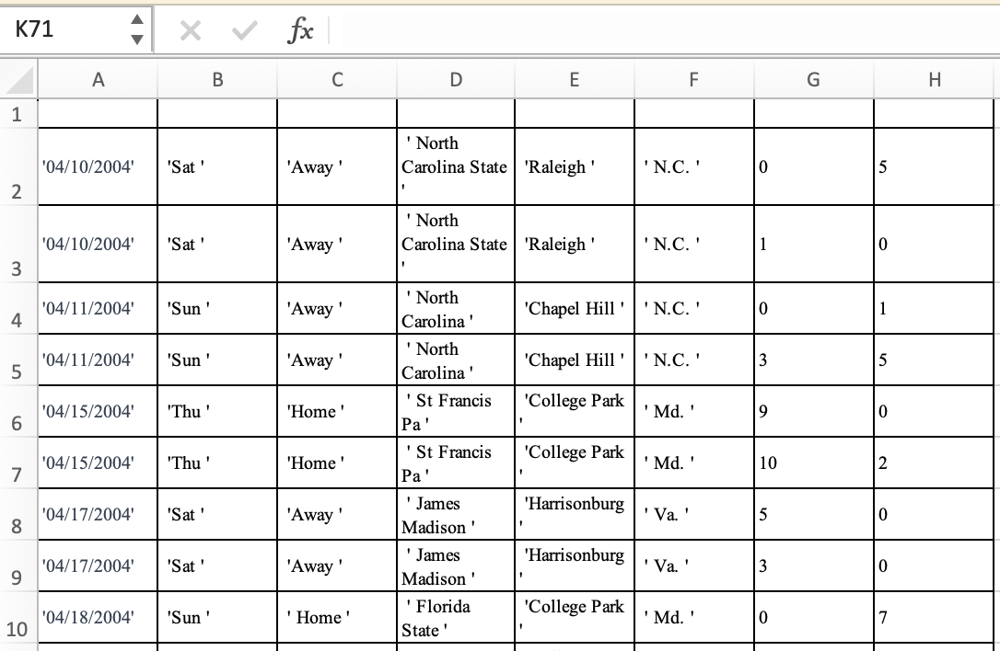 K71 fx
A B C D E F G H
1
2 '04/10/2004' 'Sat ' 'Away ' ' North Carolina State ' 'Raleigh ' ' N.C. ' 0 5
3 '04/10/2004' 'Sat ' 'Away ' ' North Carolina State ' 'Raleigh ' ' N.C. ' 1 0
4 '04/11/2004' 'Sun ' 'Away ' ' North Carolina ' 'Chapel Hill ' ' N.C. ' 0 1
5 '04/11/2004' 'Sun ' 'Away ' ' North Carolina ' 'Chapel Hill ' ' N.C. ' 3 5
6 '04/15/2004' 'Thu ' 'Home ' ' St Francis Pa ' 'College Park ' ' Md. ' 9 0
7 '04/15/2004' 'Thu ' 'Home ' ' St Francis Pa ' 'College Park ' ' Md. ' 10 2
8 '04/17/2004' 'Sat ' 'Away ' ' James Madison ' 'Harrisonburg ' ' Va. ' 5 0
9 '04/17/2004' 'Sat ' 'Away ' ' James Madison ' 'Harrisonburg ' ' Va. ' 3 0
10 '04/18/2004' 'Sun ' ' Home ' ' Florida State ' 'College Park ' ' Md. ' 0 7